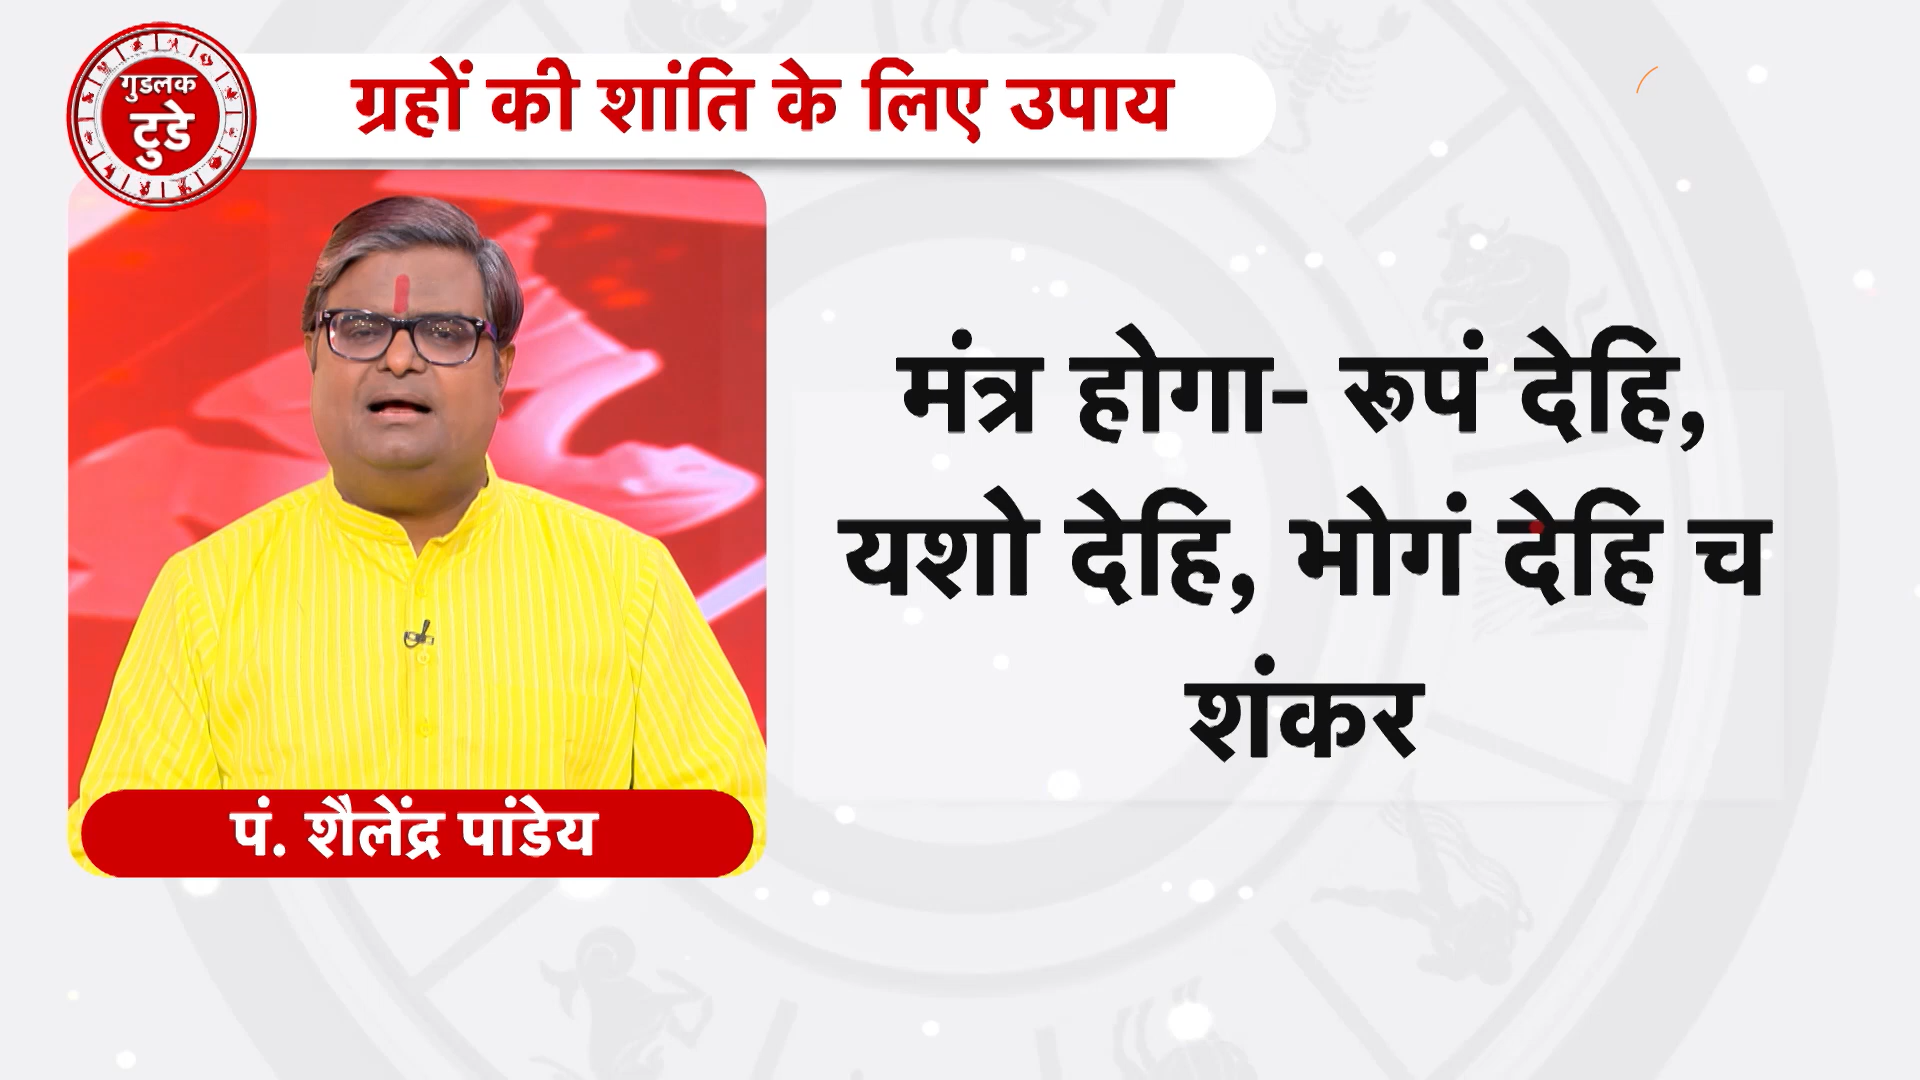 गुडलक
टुडे
ग्रहों की शांति के लिए उपाय
मंत्र होगा- रूपं देहि,
यशो देहि, भोगं देहि च
शंकर
पं. शैलेंद्र पांडेय